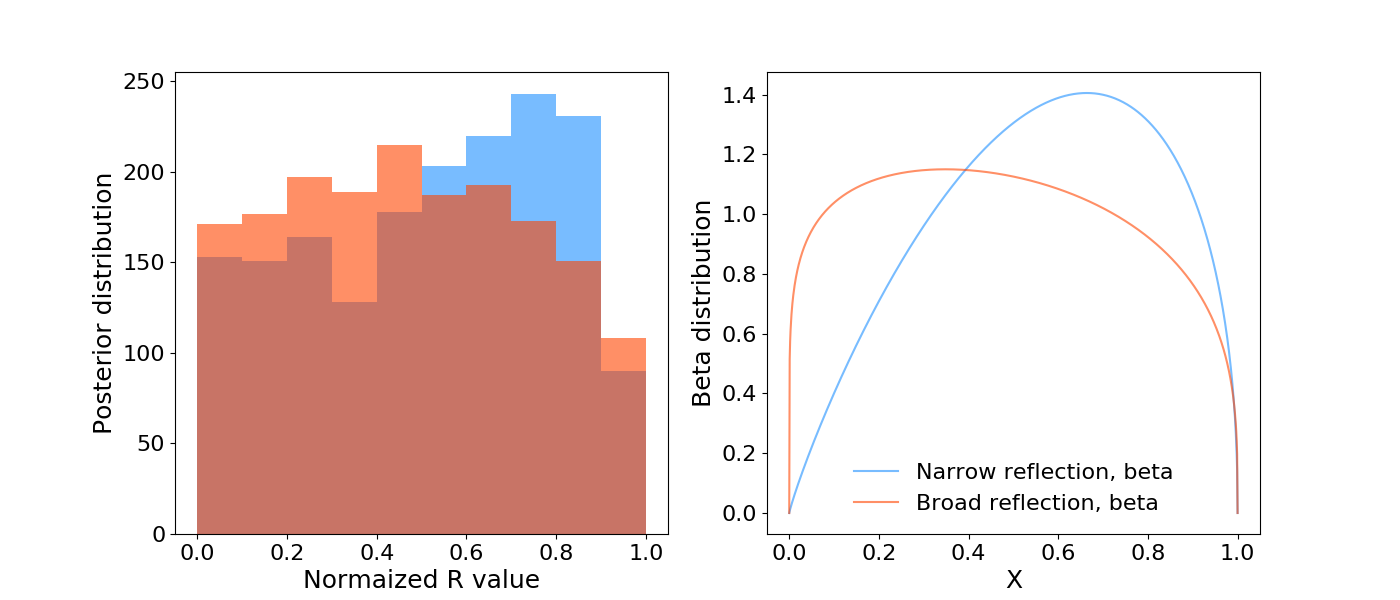 Posterior distribution
250
200
150
100
50
0
0.0 0.2 0.4 0.6 0.8 1.0
Normaized R value
Beta distribution
1.4
1.2
1.0
0.8
0.6
0.4
0.2
0.0
Narrow reflection, beta
Broad reflection, beta
0.0 0.2 0.4 0.6 0.8 1.0
X